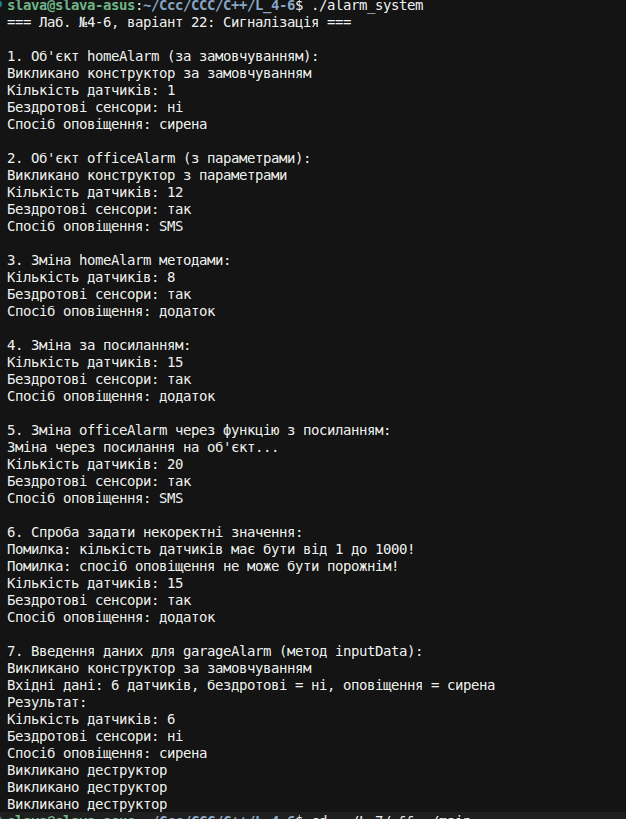 slava@slava-asus:~/Ccc/CCC/C++/L_4-6$ ./alarm_system
=== Лаб. №4-6, варіант 22: Сигналізація ===
1. Об'єкт homeAlarm (за замовчуванням):
Викликано конструктор за замовчуванням
Кількість датчиків: 1
Бездротові сенсори: ні
Спосіб оповіщення: сирена
2. Об'єкт officeAlarm (з параметрами):
Викликано конструктор з параметрами
Кількість датчиків: 12
Бездротові сенсори: так
Спосіб оповіщення: SMS
3. Зміна homeAlarm методами:
Кількість датчиків: 8
Бездротові сенсори: так
Спосіб оповіщення: додаток
4. Зміна за посиланням:
Кількість датчиків: 15
Бездротові сенсори: так
Спосіб оповіщення: додаток
5. Зміна officeAlarm через функцію з посиланням:
Зміна через посилання на об'єкт...
Кількість датчиків: 20
Бездротові сенсори: так
Спосіб оповіщення: SMS
6. Спроба задати некоректні значення:
Помилка: кількість датчиків має бути від 1 до 1000!
Помилка: спосіб оповіщення не може бути порожнім!
Кількість датчиків: 15
Бездротові сенсори: так
Спосіб оповіщення: додаток
7. Введення даних для garageAlarm (метод inputData):
Викликано конструктор за замовчуванням
Вхідні дані: 6 датчиків, бездротові = ні, оповіщення = сирена
Результат:
Кількість датчиків: 6
Бездротові сенсори: ні
Спосіб оповіщення: сирена
Викликано деструктор
Викликано деструктор
Викликано деструктор